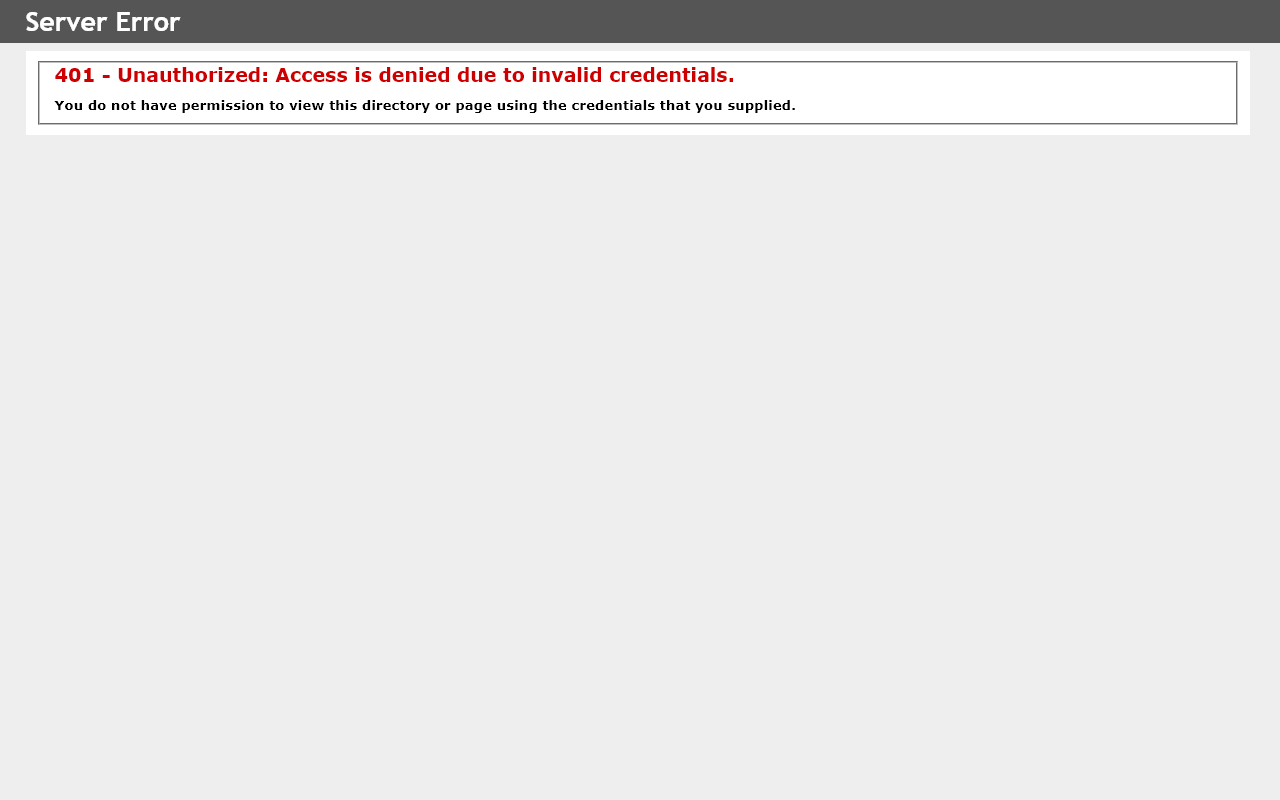 Server Error
401 - Unauthorized: Access is denied due to invalid credentials.
You do not have permission to view this directory or page using the credentials that you supplied.